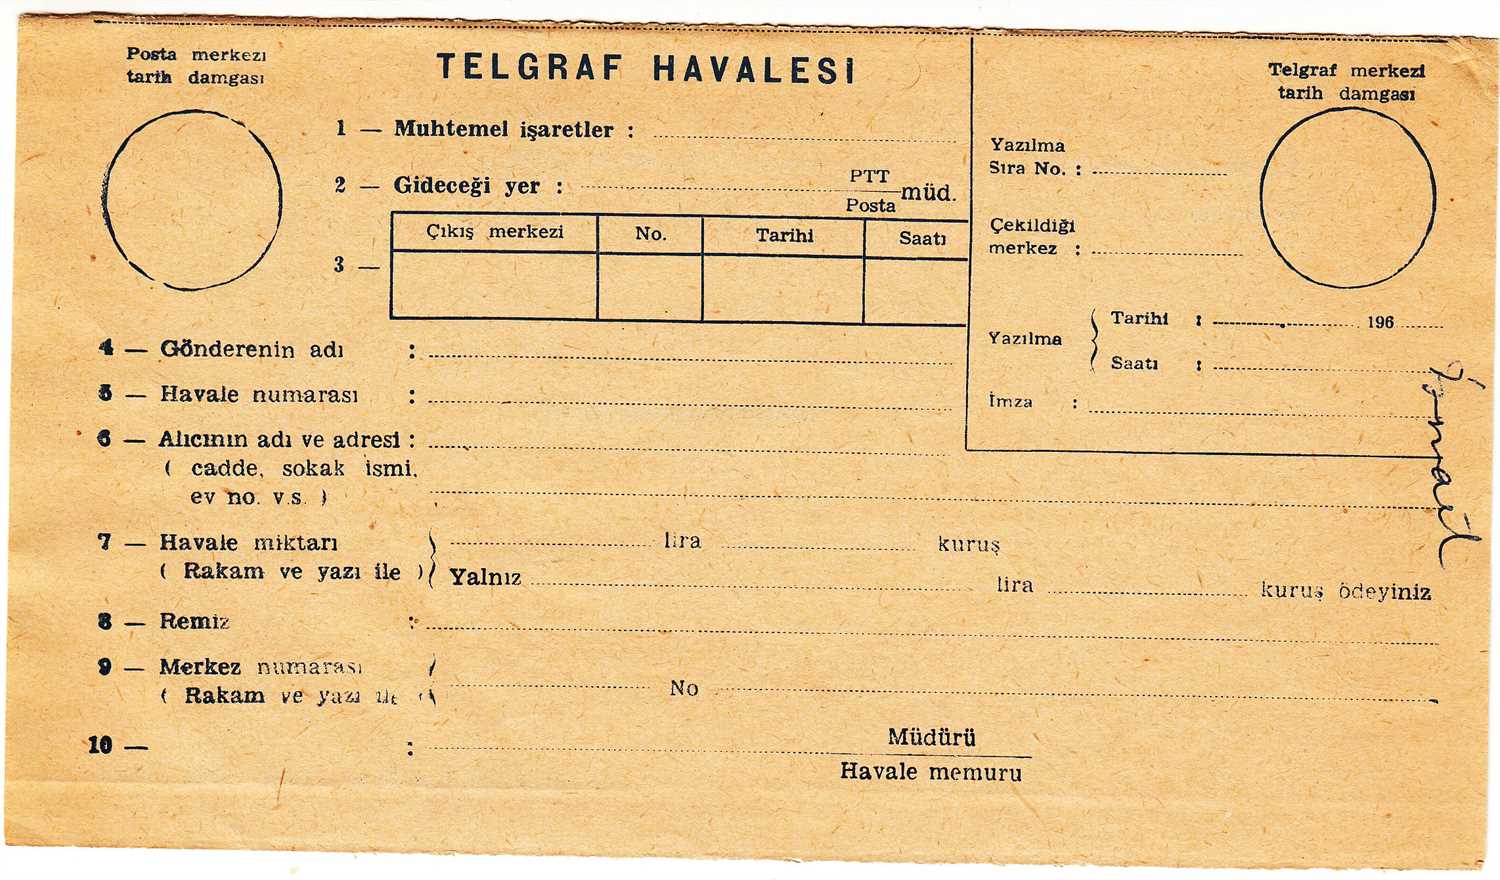 Posta merkezi
tarih damgası
TELGRAF HAVALESİ
1 — Muhtemel işaretler :
2 — Gideceği yer : PTT
Posta müd.
3 —
Çıkış merkezi No. Tarihi Saatı
Telgraf merkezi
tarih damgası
Yazılma
Sıra No. :
Çekildiği
merkez :
Yazılma { Tarihi : 196
Saatı :
İmza :
4 — Gönderenin adı :
5 — Havale numarası :
6 — Alıcının adı ve adresi :
( cadde, sokak ismi,
ev no. v.s. )
7 — Havale miktarı { lira kuruş
( Rakam ve yazı ile ) Yalnız lira kuruş ödeyiniz
8 — Remiz :
9 — Merkez numarası {
( Rakam ve yazı ile ) No
10 — : Müdürü
Havale memuru